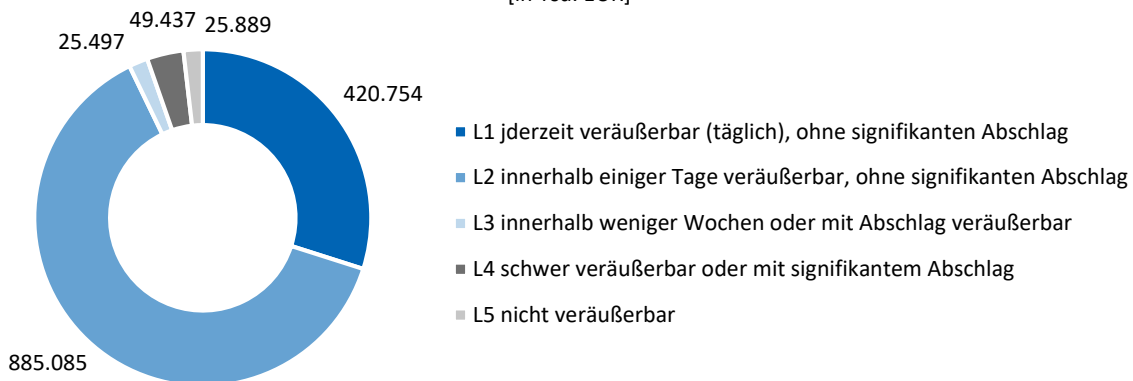 49.437 25.889
25.497
420.754
L1 jderzeit veräußerbar (täglich), ohne signifikanten Abschlag
L2 innerhalb einiger Tage veräußerbar, ohne signifikanten Abschlag
L3 innerhalb weniger Wochen oder mit Abschlag veräußerbar
L4 schwer veräußerbar oder mit signifikantem Abschlag
L5 nicht veräußerbar
885.085